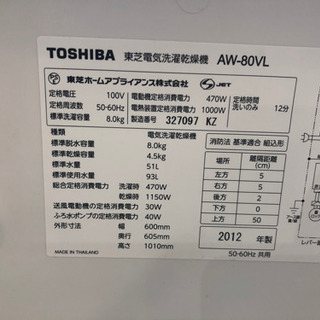 TOSHIBA 東芝電気洗濯乾燥機 AW-80VL
東芝ホームアプライアンス株式会社 JET
定格電圧 100V 電動機定格消費電力 470W 定格時間
定格周波数 50-60Hz 電熱装置定格消費電力 1000W 洗いのみ 12分
標準洗濯容量 8.0kg 製造番号 327097 KZ
種類 電気洗濯乾燥機 消防法 基準適合 組込形
標準脱水容量 8.0kg 場所 離隔距離(cm)
標準乾燥容量 4.5kg 左方 5
標準水量 51L 右方 5
標準使用水量 93L 後方 2
総合定格消費電力 洗濯時 470W 前方
乾燥時 1150W 下方 0
送風電動機の定格消費電力 30W 上方 50
ふろ水ポンプの定格消費電力 40W
外形寸法 幅 600mm 2012 年製
奥行 605mm
高さ 1010mm 50-60Hz 共用
MADE IN THAILAND